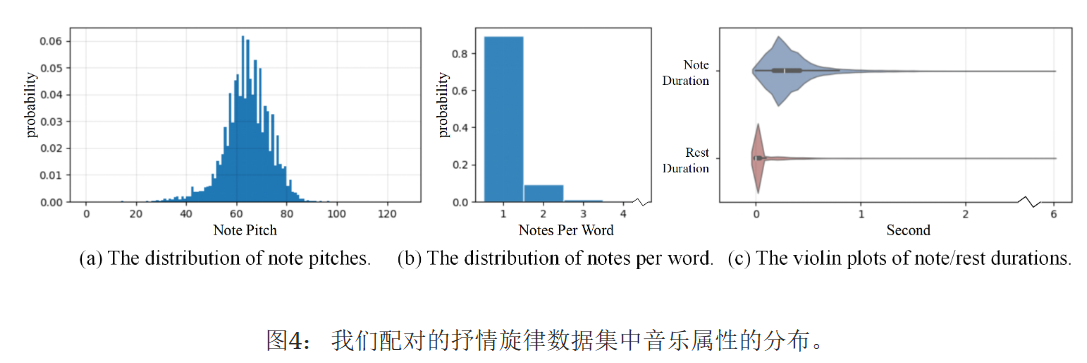 0.06
0.05
0.04
0.03
0.02
0.01
0.00
probability
0 20 40 60 80 100 120
Note Pitch
0.8
0.6
0.4
0.2
0.0
probability
1 2 3 4
Notes Per Word
Note
Duration
Rest
Duration
0 1 2 6
Second
(a) The distribution of note pitches. (b) The distribution of notes per word. (c) The violin plots of note/rest durations.
图4： 我们配对的抒情旋律数据集中音乐属性的分布。